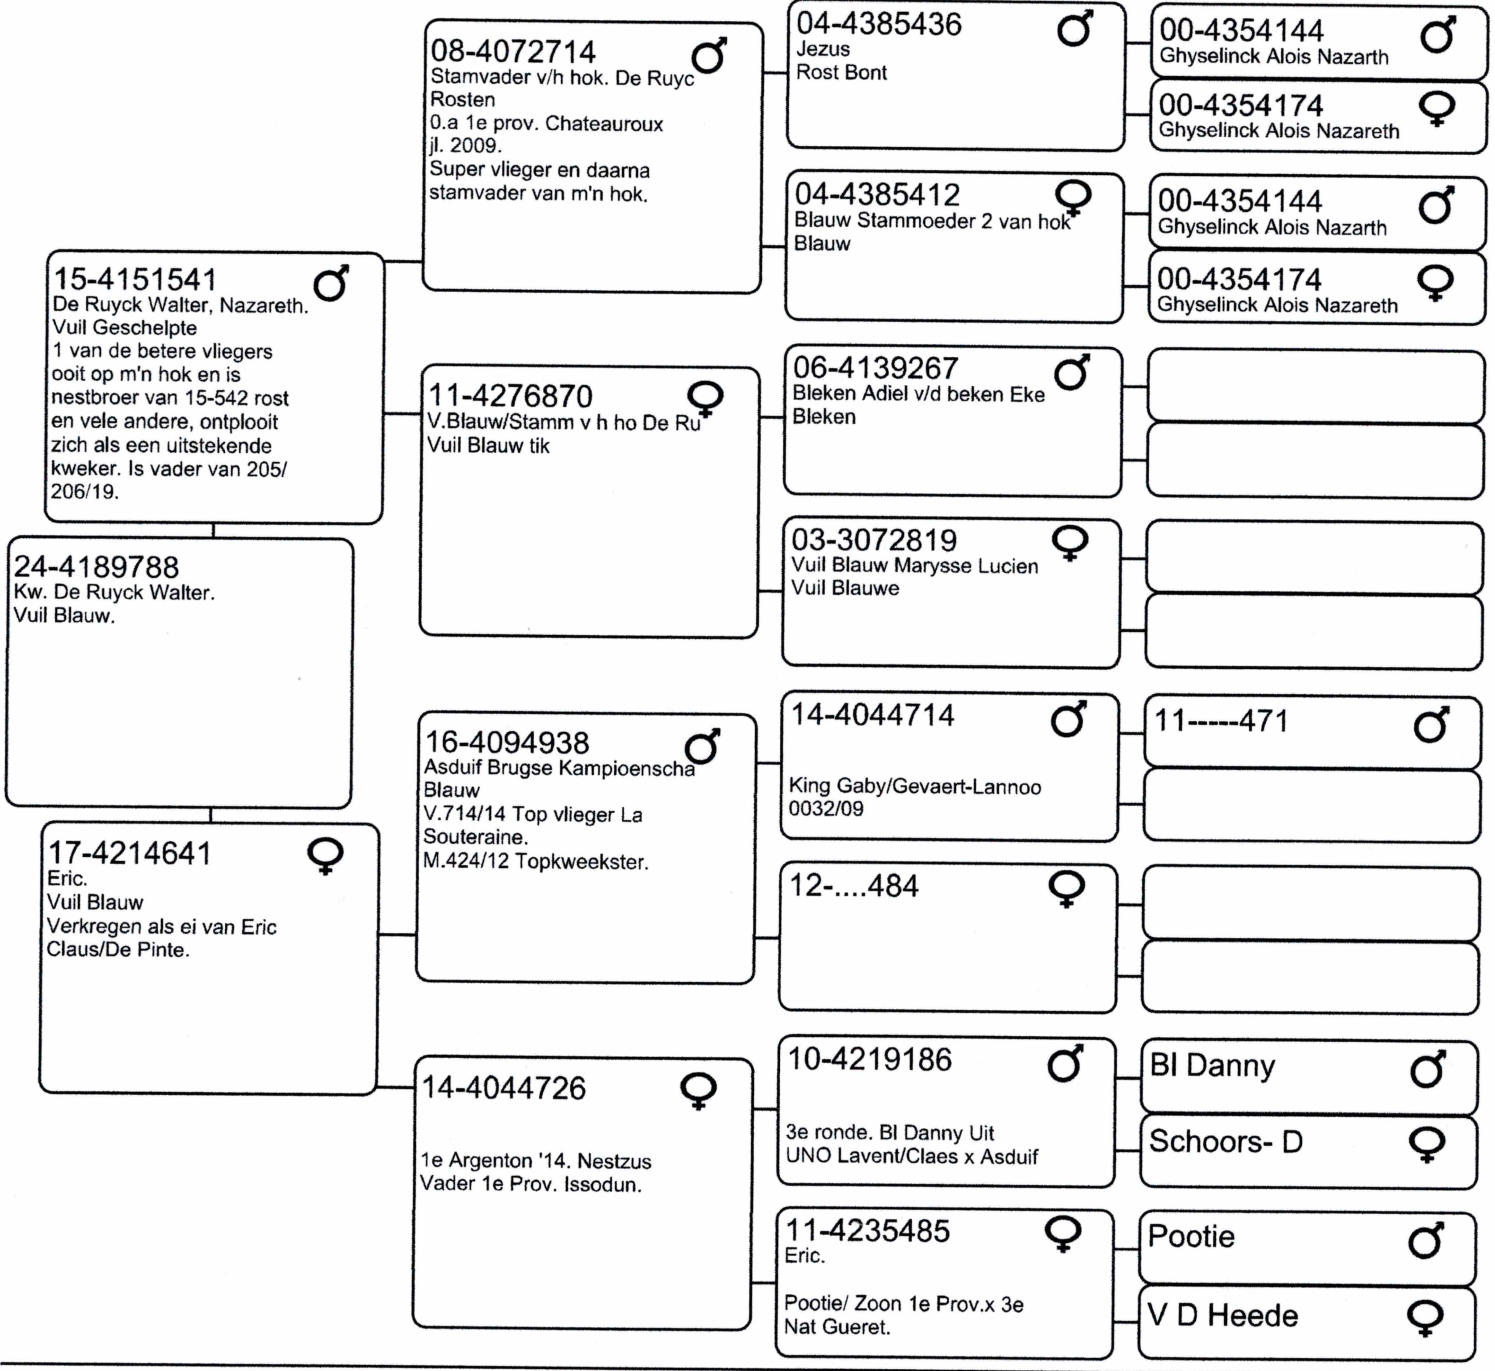 15-4151541
De Ruyck Walter, Nazareth.
Vuil Geschelpte
1 van de betere vliegers
ooit op m'n hok en is
nestbroer van 15-542 rost
en vele andere, ontplooit
zich als een uitstekende
kweker. Is vader van 205/
206/19.
24-4189788
Kw. De Ruyck Walter.
Vuil Blauw.
17-4214641
Eric.
Vuil Blauw
Verkregen als ei van Eric
Claus/De Pinte.
08-4072714
Stamvader v/h hok. De Ruyc
Rosten
0.a 1e prov. Chateauroux
jl. 2009.
Super vlieger en daarna
stamvader van m'n hok.
11-4276870
V.Blauw/Stamm v h ho De Ru
Vuil Blauw tik
16-4094938
Asduif Brugse Kampioenscha
Blauw
V.714/14 Top vlieger La
Souteraine.
M.424/12 Topkweekster.
14-4044726
1e Argenton '14. Nestzus
Vader 1e Prov. Issodun.
04-4385436
Jezus
Rost Bont
04-4385412
Blauw Stammoeder 2 van hok
Blauw
06-4139267
Bleken Adiel v/d beken Eke
Bleken
03-3072819
Vuil Blauw Marysse Lucien
Vuil Blauwe
14-4044714
King Gaby/Gevaert-Lannoo
0032/09
12-....484
10-4219186
3e ronde. Bl Danny Uit
UNO Lavent/Claes x Asduif
11-4235485
Eric.
Pootie/ Zoon 1e Prov.x 3e
Nat Gueret.
00-4354144
Ghyselinck Alois Nazarth
00-4354174
Ghyselinck Alois Nazareth
00-4354144
Ghyselinck Alois Nazarth
00-4354174
Ghyselinck Alois Nazareth
11-----471
Bl Danny
Schoors- D
Pootie
V D Heede